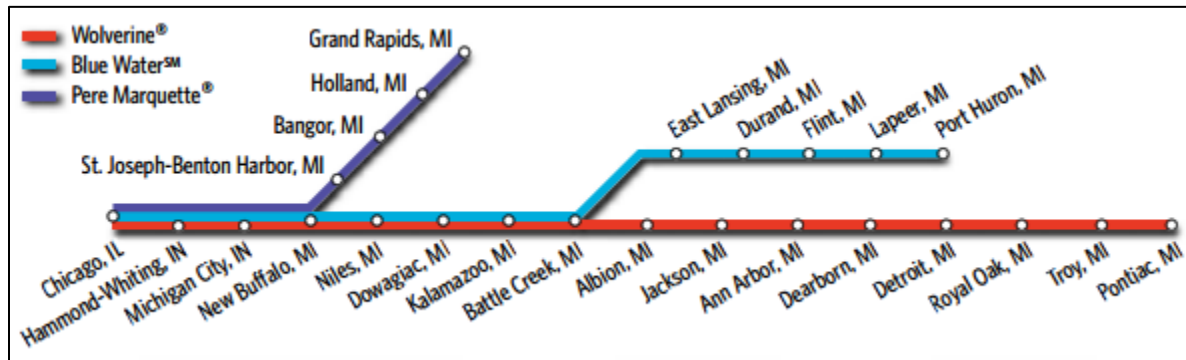 Wolverine®
Blue Water℠
Pere Marquette®
Grand Rapids, MI
Holland, MI
Bangor, MI
St. Joseph-Benton Harbor, MI
East Lansing, MI
Durand, MI
Flint, MI
Lapeer, MI
Port Huron, MI
Chicago, IL
Hammond-Whiting, IN
Michigan City, IN
New Buffalo, MI
Niles, MI
Dowagiac, MI
Kalamazoo, MI
Battle Creek, MI
Albion, MI
Jackson, MI
Ann Arbor, MI
Dearborn, MI
Detroit, MI
Royal Oak, MI
Troy, MI
Pontiac, MI